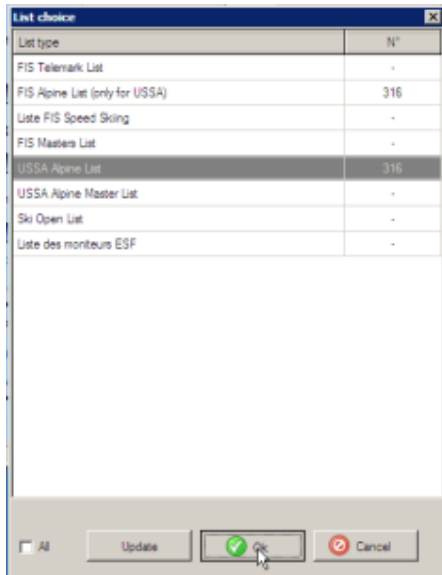 List choice
List type N°
FIS Telemark List -
FIS Alpine List (only for USSA) 316
Liste FIS Speed Skiing -
FIS Masters List -
USSA Alpine List 316
USSA Alpine Master List -
Ski Open List -
Liste des moniteurs ESF -
All Update Ok Cancel